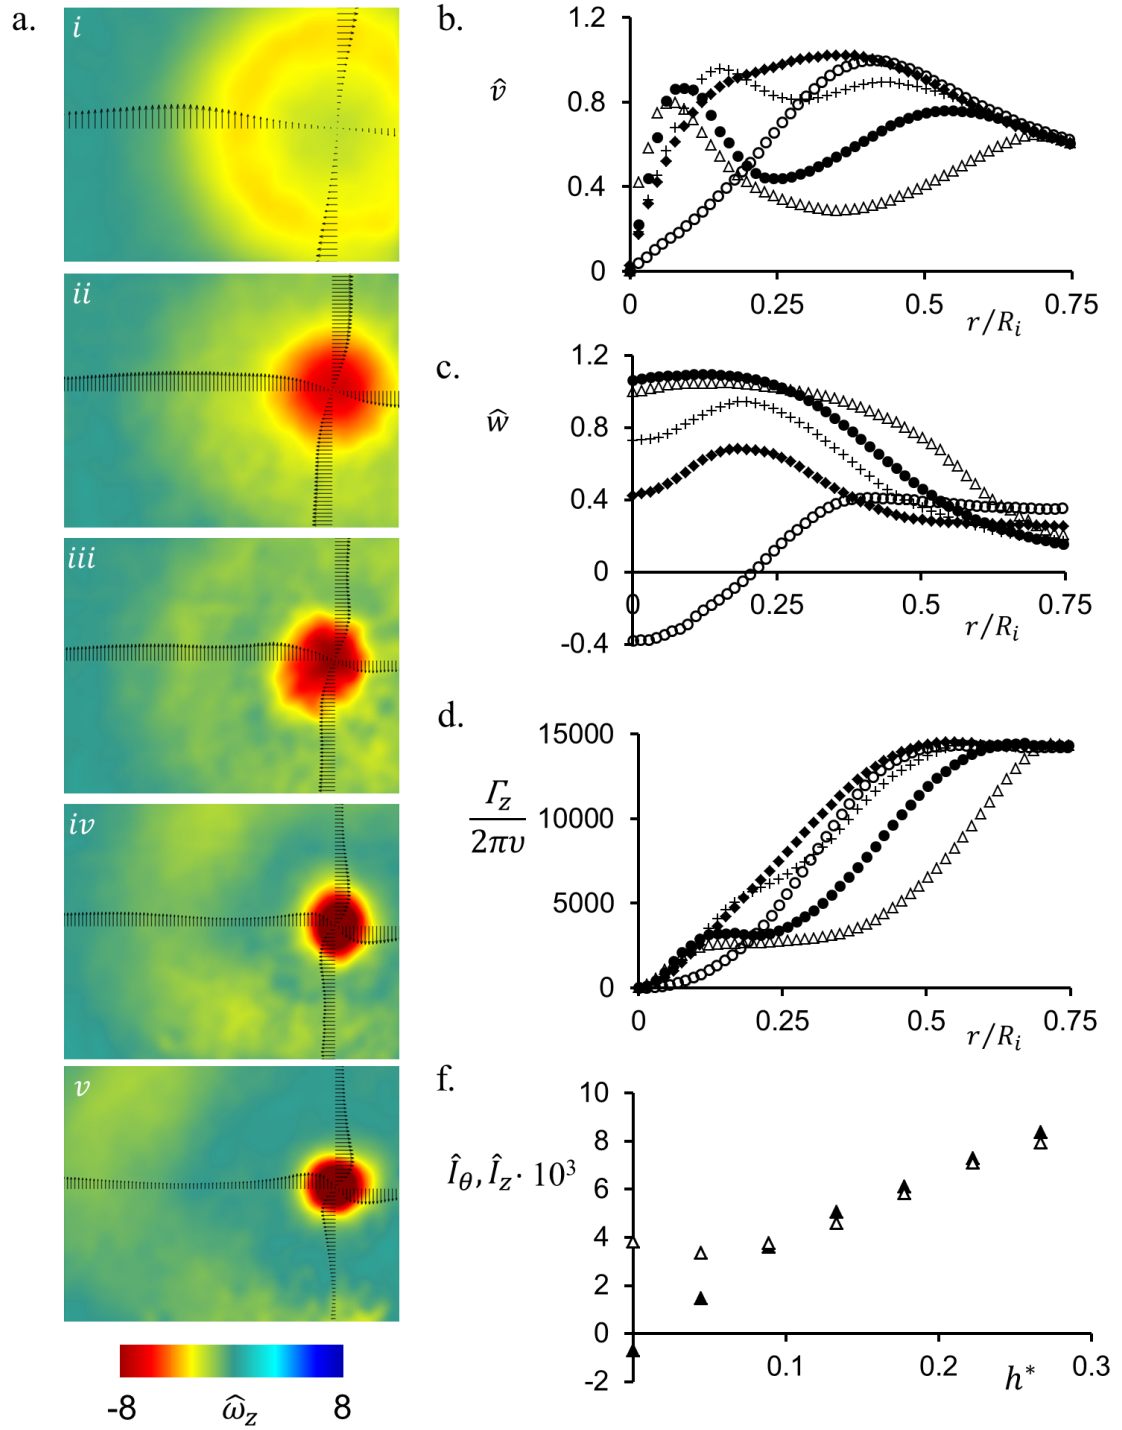 a.
i
ii
iii
iv
v
-8 ω̂z 8
b.
v̂
1.2
0.8
0.4
0
0 0.25 0.5 0.75
r/Ri
c.
ŵ
1.2
0.8
0.4
0
-0.4
0 0.25 0.5 0.75
r/Ri
d.
Γz
2πυ
15000
10000
5000
0
0 0.25 0.5 0.75
r/Ri
f.
Îθ, Îz · 10³
10
8
6
4
2
0
-2
0.1 0.2 0.3
h*